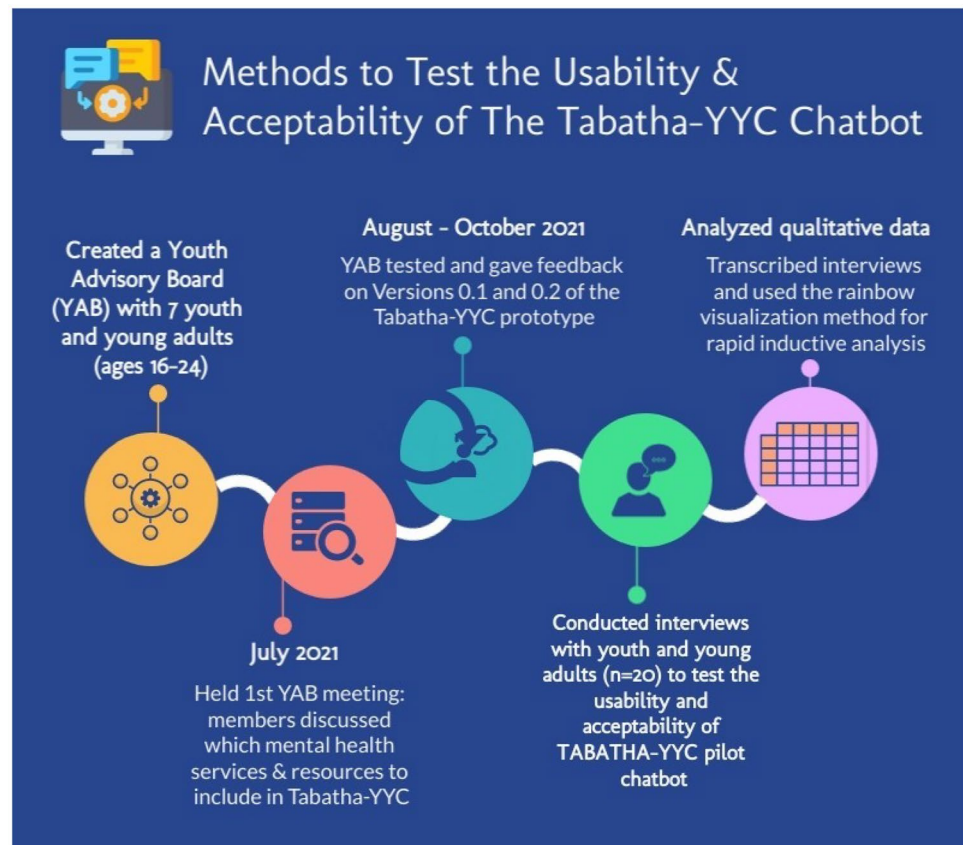 Methods to Test the Usability &
Acceptability of The Tabatha-YYC Chatbot
Created a Youth
Advisory Board
(YAB) with 7 youth
and young adults
(ages 16-24)
July 2021
Held 1st YAB meeting:
members discussed
which mental health
services & resources to
include in Tabatha-YYC
August - October 2021
YAB tested and gave feedback
on Versions 0.1 and 0.2 of the
Tabatha-YYC prototype
Conducted interviews
with youth and young
adults (n=20) to test the
usability and
acceptability of
TABATHA-YYC pilot
chatbot
Analyzed qualitative data
Transcribed interviews
and used the rainbow
visualization method for
rapid inductive analysis